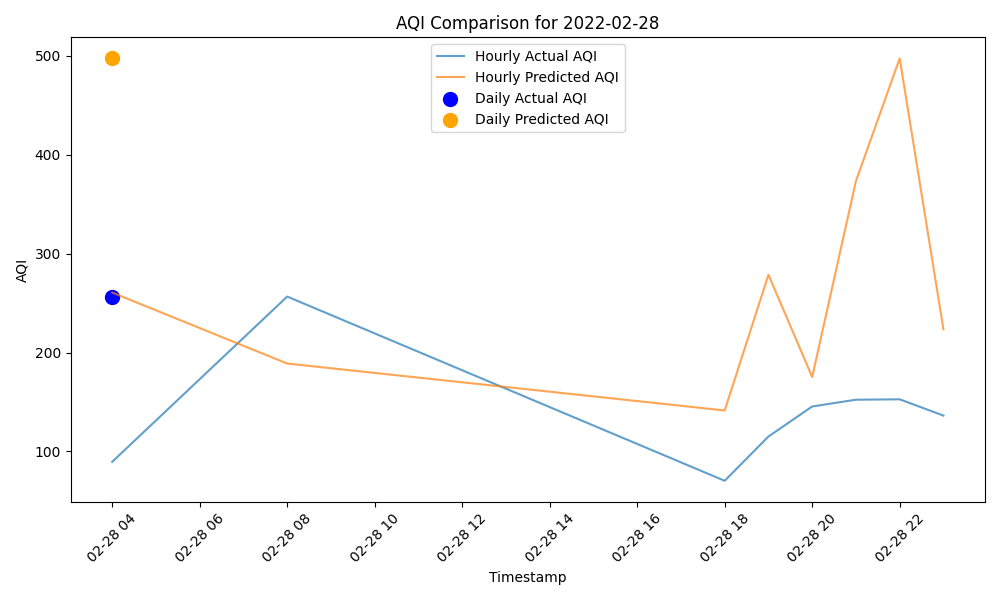 AQI Comparison for 2022-02-28
Hourly Actual AQI
Hourly Predicted AQI
Daily Actual AQI
Daily Predicted AQI
AQI
500
400
300
200
100
02-28 04
02-28 06
02-28 08
02-28 10
02-28 12
02-28 14
02-28 16
02-28 18
02-28 20
02-28 22
Timestamp